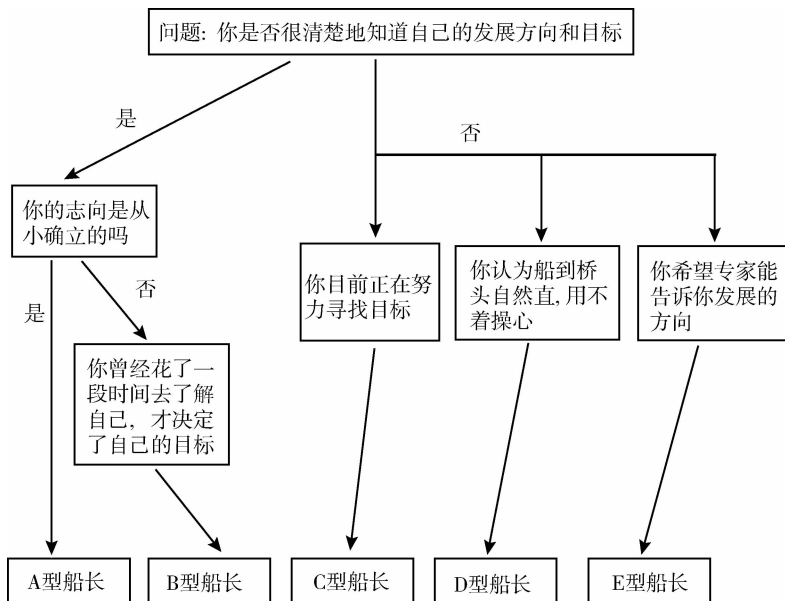 问题: 你是否很清楚地知道自己的发展方向和目标
是
否
你的志向是从
小确立的吗
是
否
你目前正在努
力寻找目标
你认为船到桥
头自然直, 用不
着操心
你希望专家能
告诉你发展的
方向
你曾经花了一
段时间去了解
自己, 才决定
了自己的目标
A型船长
B型船长
C型船长
D型船长
E型船长